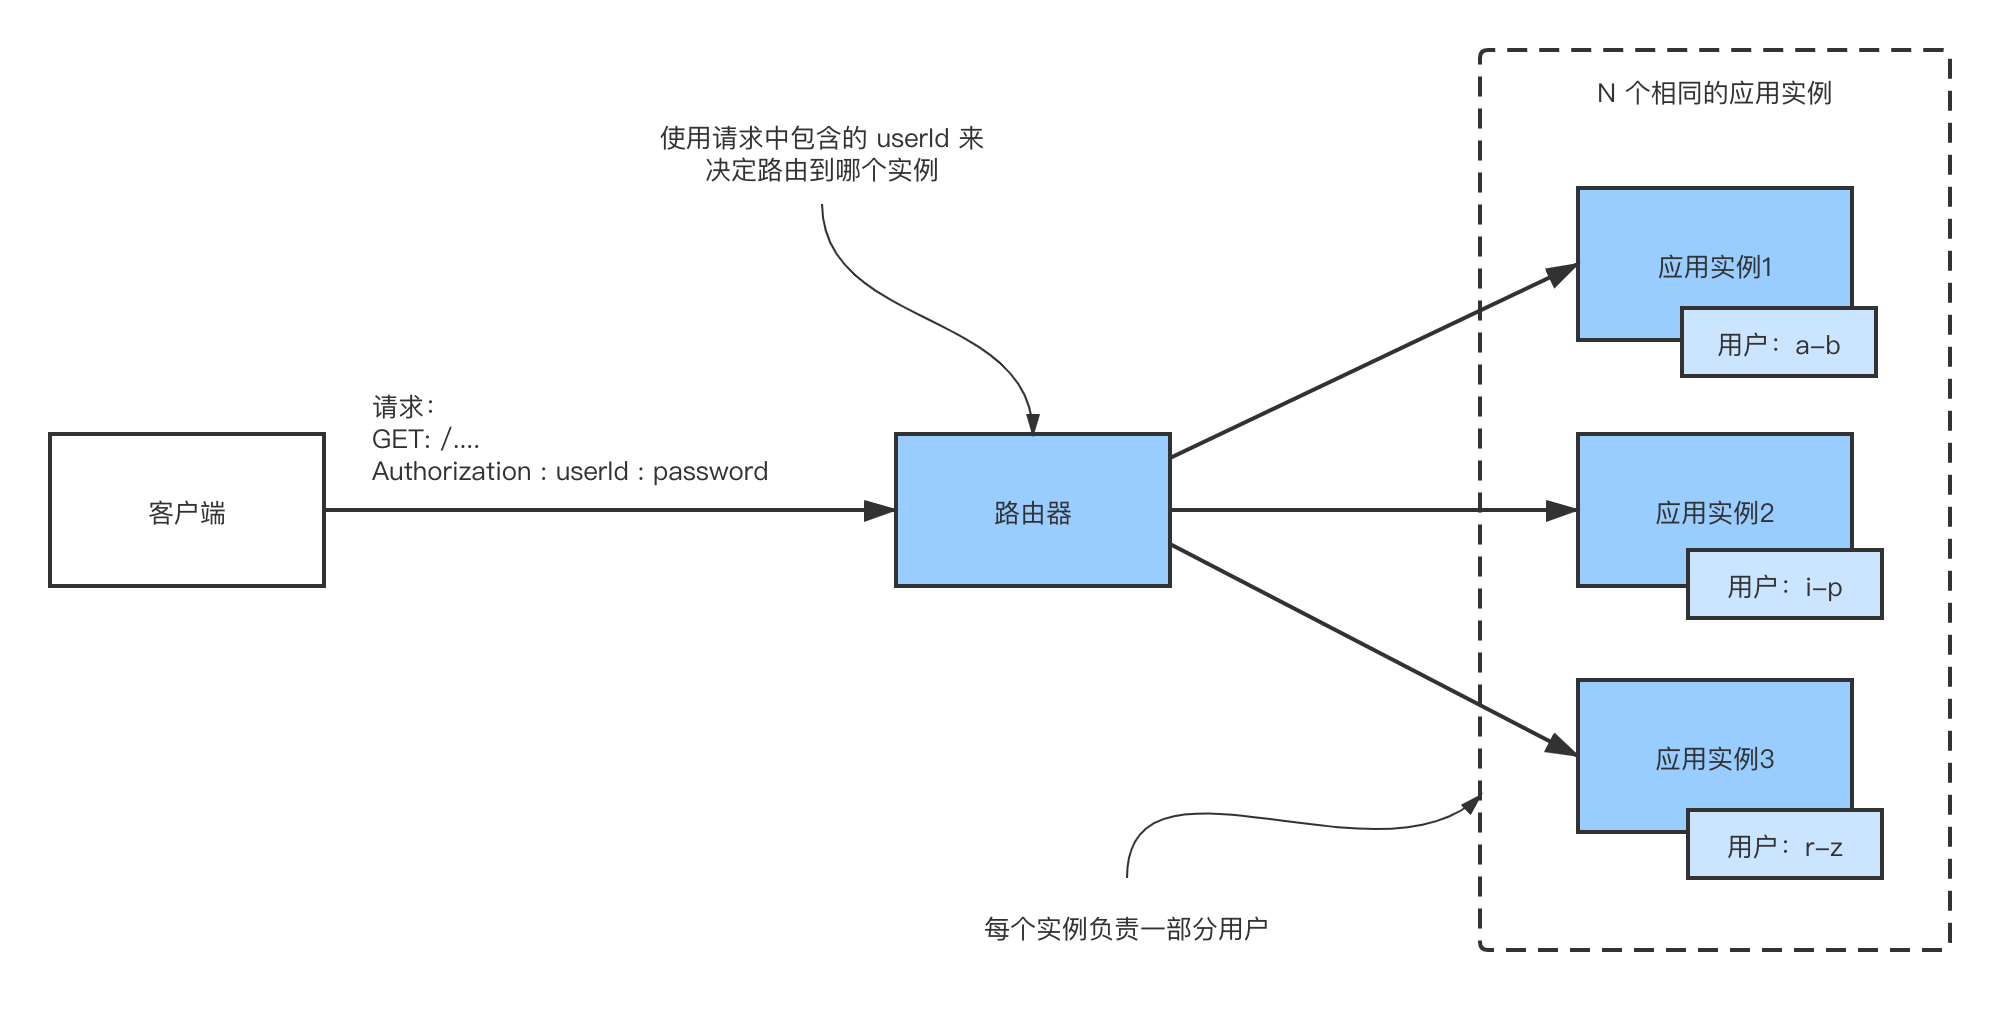 N 个相同的应用实例
使用请求中包含的 userId 来
决定路由到哪个实例
应用实例1
用户：a–b
请求：
GET: /....
Authorization : userId : password
客户端
路由器
应用实例2
用户：i–p
应用实例3
用户：r–z
每个实例负责一部分用户